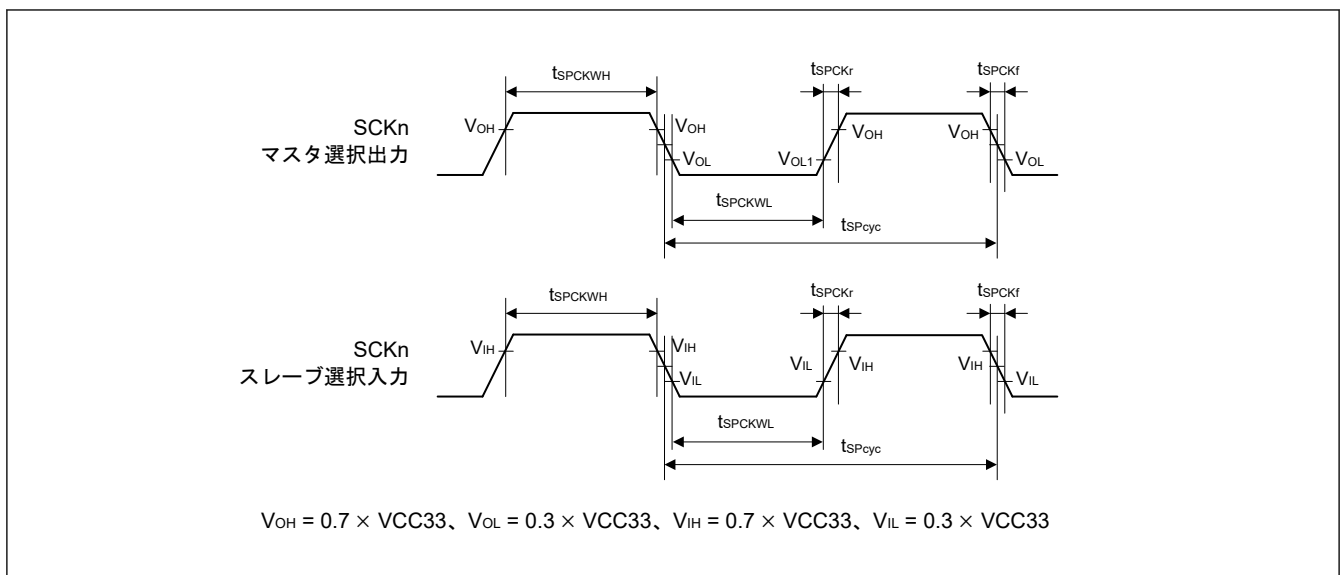 tSPCKWH
tSPCKr
tSPCKf
SCKn
マスタ選択出力
VOH
VOH
VOL
VOL1
VOH
VOH
VOL
tSPCKWL
tSPcyc
tSPCKWH
tSPCKr
tSPCKf
SCKn
スレーブ選択入力
VIH
VIH
VIL
VIL
VIH
VIH
VIL
tSPCKWL
tSPcyc
VOH = 0.7 × VCC33、VOL = 0.3 × VCC33、VIH = 0.7 × VCC33、VIL = 0.3 × VCC33